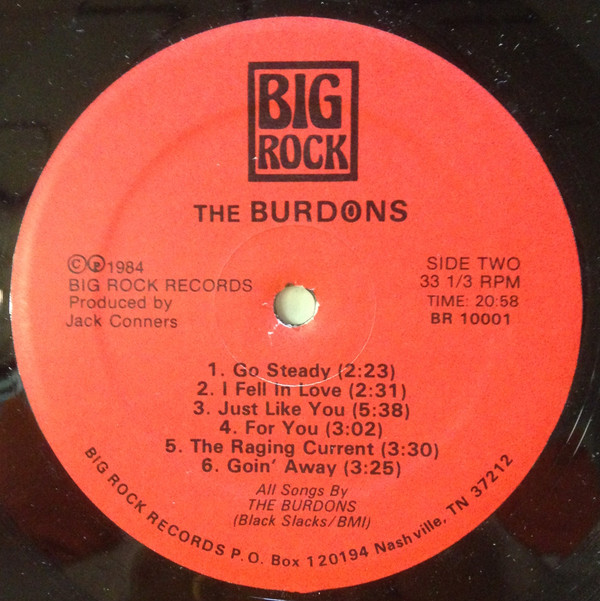 BIG
ROCK
THE BURDONS
ⒸⓅ1984
BIG ROCK RECORDS
Produced by
Jack Conners
SIDE TWO
33 1/3 RPM
TIME: 20:58
BR 10001
1. Go Steady (2:23)
2. I Fell In Love (2:31)
3. Just Like You (5:38)
4. For You (3:02)
5. The Raging Current (3:30)
6. Goin' Away (3:25)
All Songs By
THE BURDONS
(Black Slacks/BMI)
BIG ROCK RECORDS P.O. Box 120194 Nashville, TN 37212